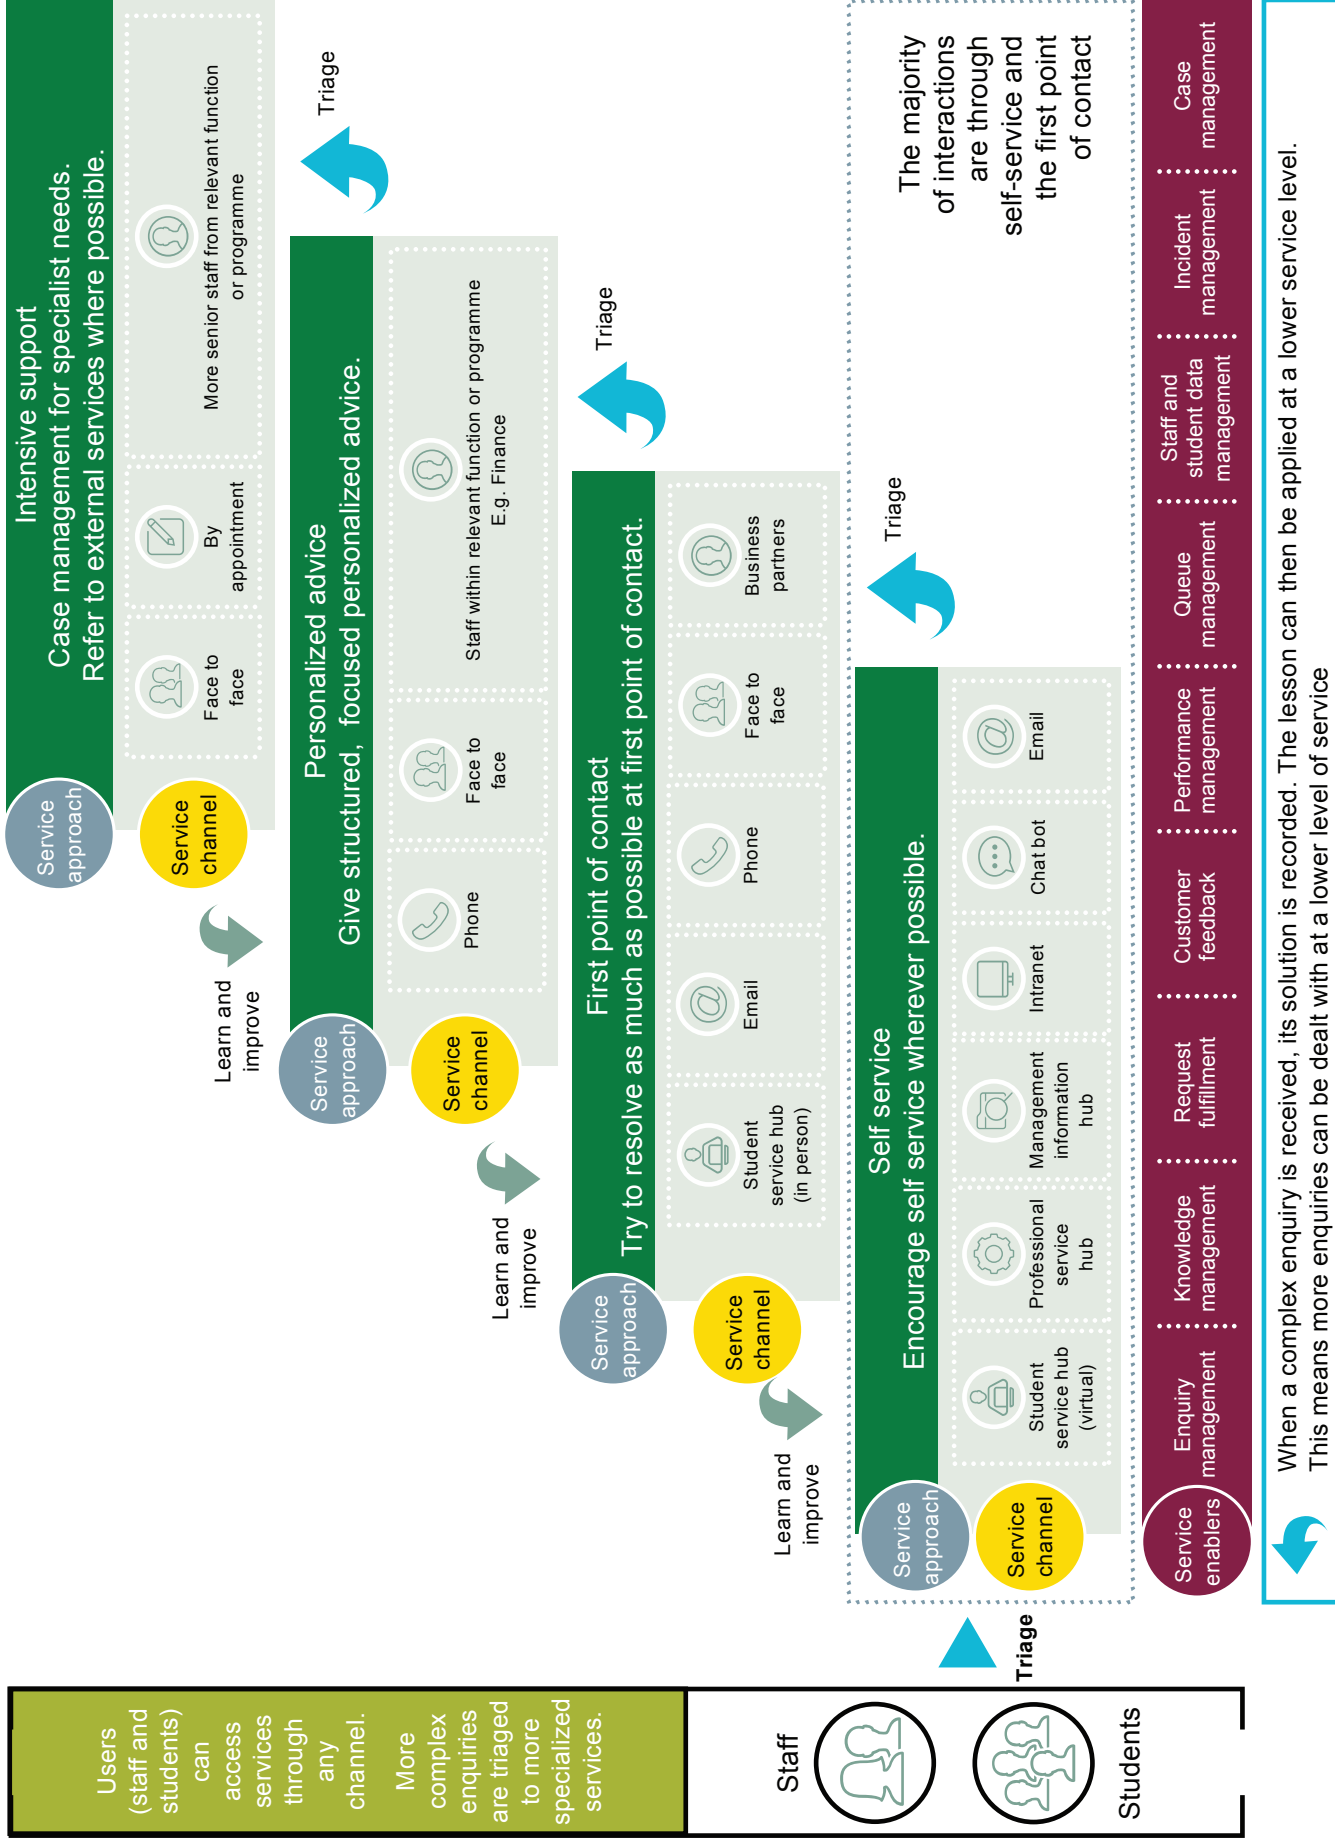 Users
(staff and
students)
can
access
services
through
any
channel.
More
complex
enquiries
are triaged
to more
specialized
services.
Staff
Students
Triage
Intensive support
Case management for specialist needs.
Refer to external services where possible.
Service
approach
Service
channel
Face to
face
By
appointment
More senior staff from relevant function
or programme
Triage
Learn and
improve
Personalized advice
Give structured, focused personalized advice.
Service
approach
Service
channel
Phone
Face to
face
Staff within relevant function or programme
E.g. Finance
Triage
Learn and
improve
First point of contact
Try to resolve as much as possible at first point of contact.
Service
approach
Service
channel
Student
service hub
(in person)
Email
Phone
Face to
face
Business
partners
Triage
Learn and
improve
Self service
Encourage self service wherever possible.
Service
approach
Service
channel
Student
service hub
(virtual)
Professional
service
hub
Management
information
hub
Intranet
Chat bot
Email
The majority
of interactions
are through
self-service and
the first point
of contact
Service
enablers
Enquiry
management
Knowledge
management
Request
fulfillment
Customer
feedback
Performance
management
Queue
management
Staff and
student data
management
Incident
management
Case
management
When a complex enquiry is received, its solution is recorded. The lesson can then be applied at a lower service level.
This means more enquiries can be dealt with at a lower level of service